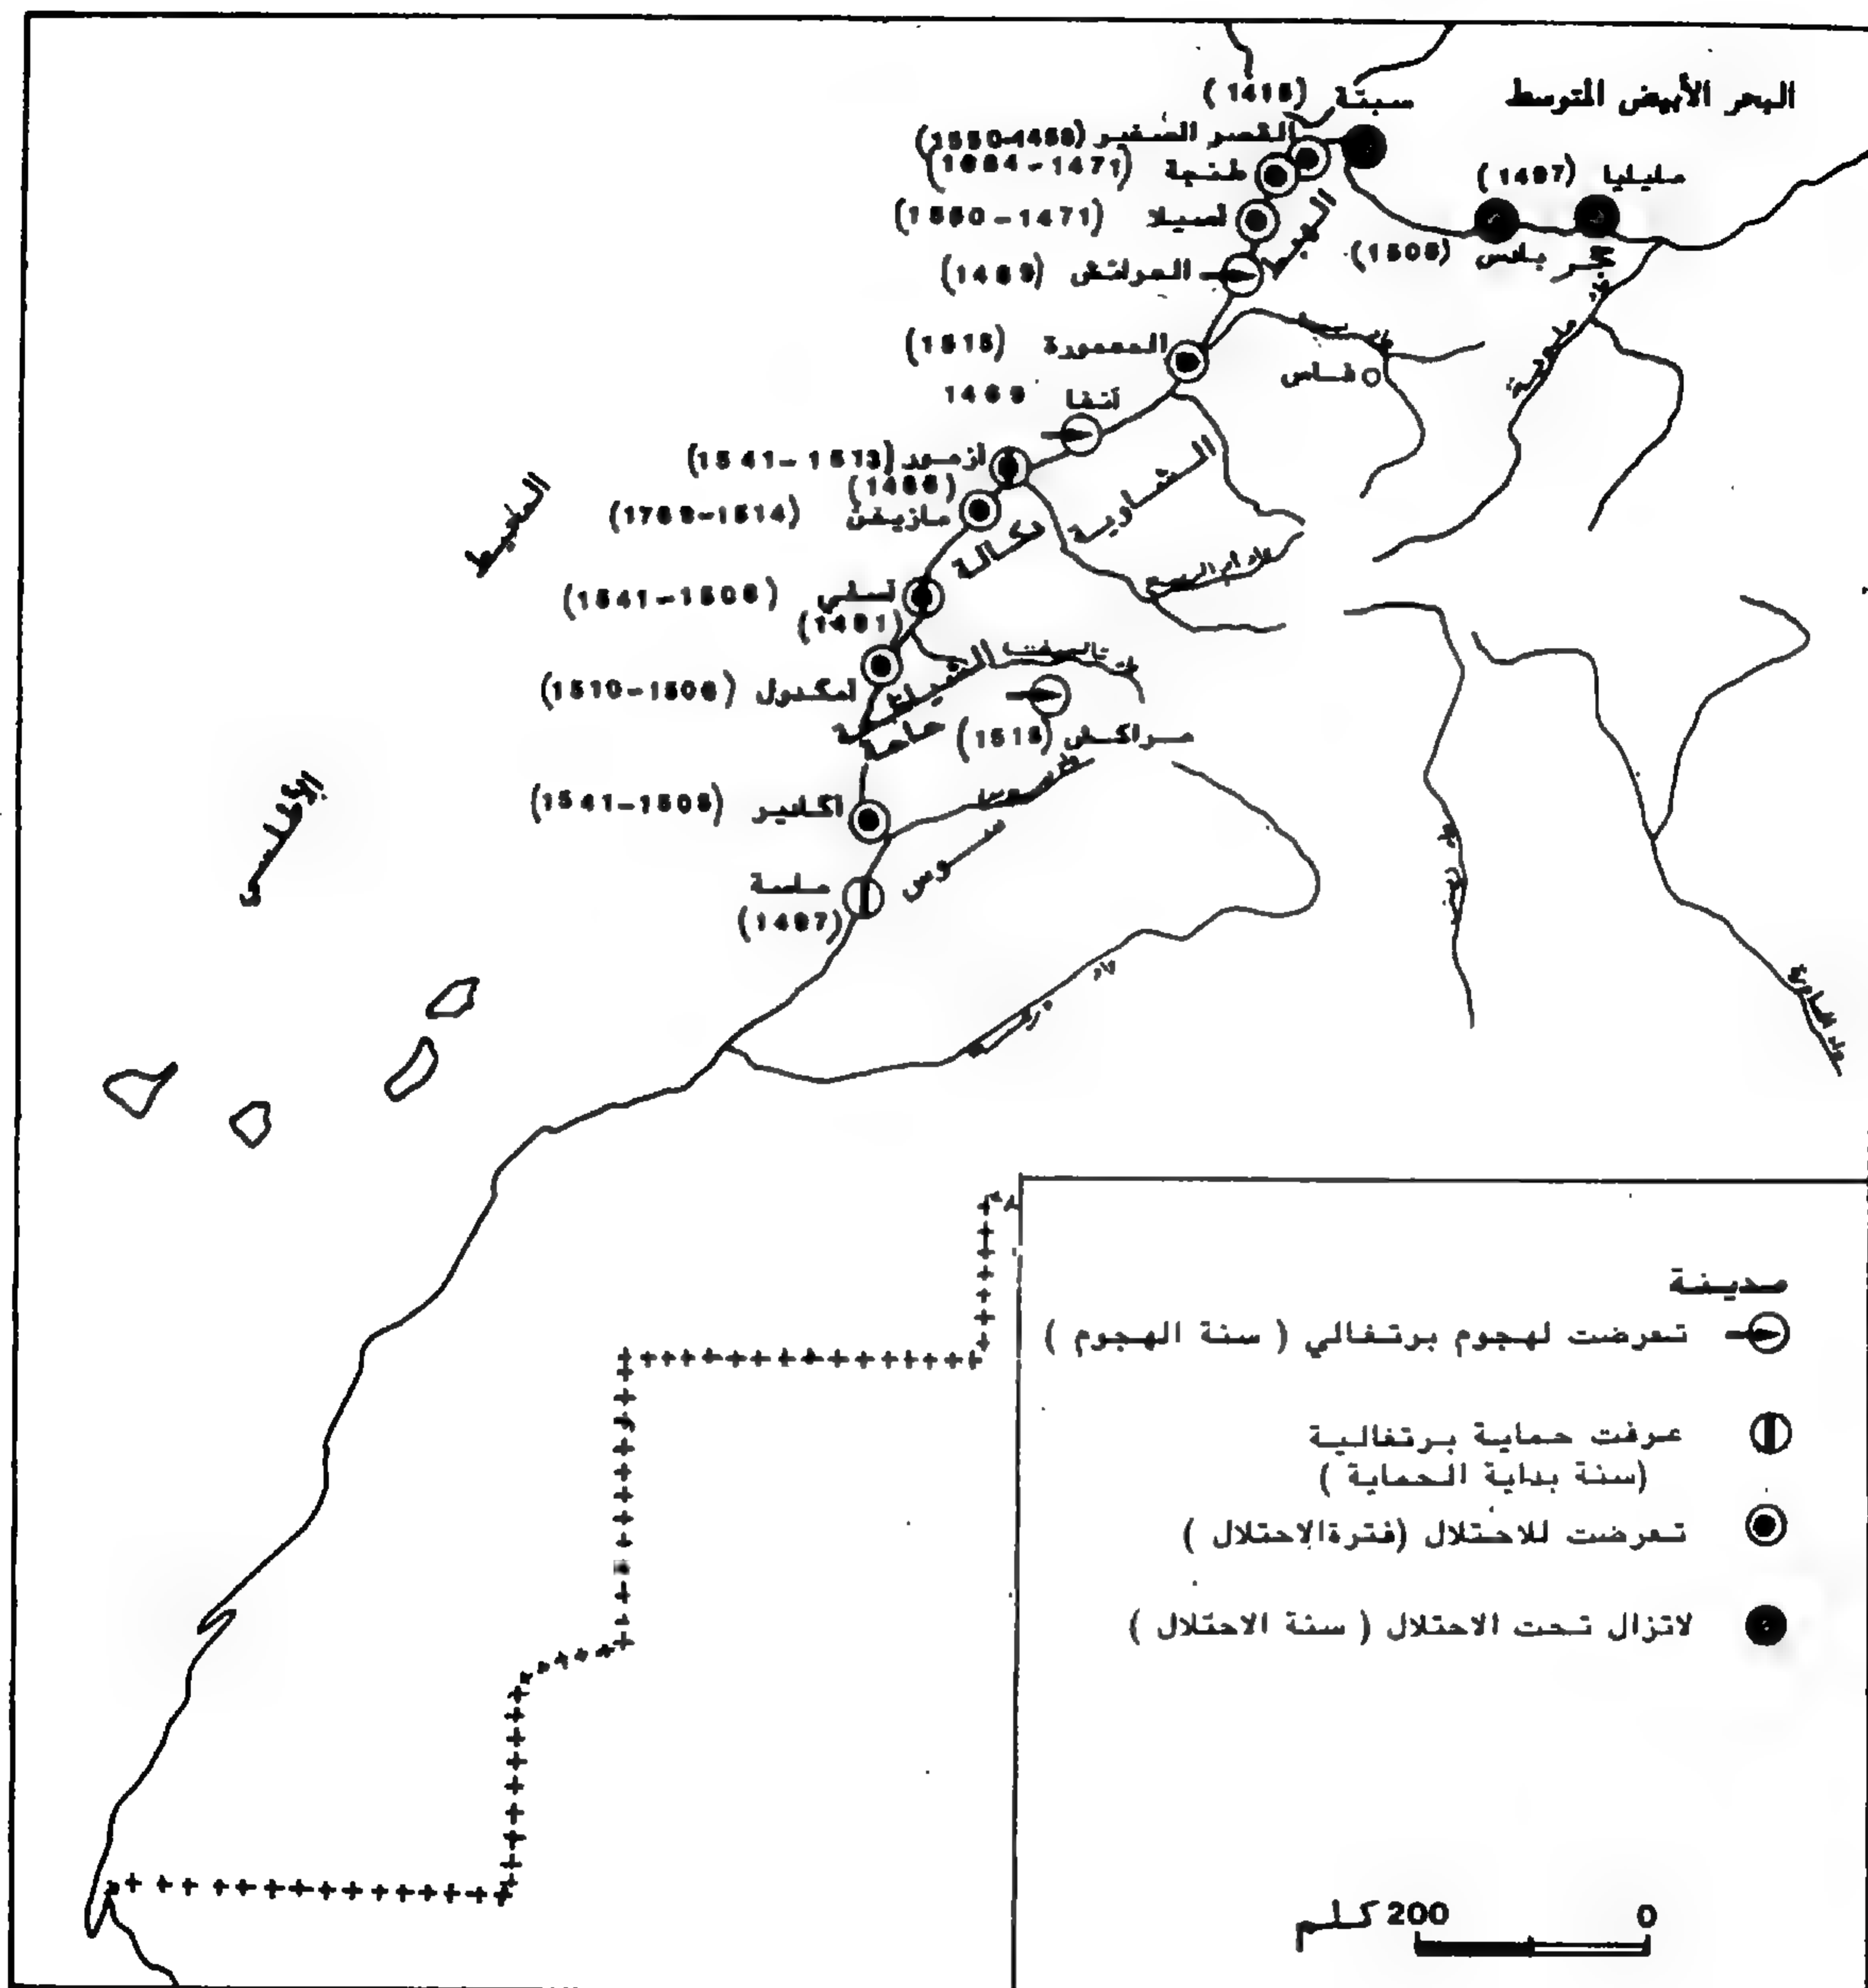 البحر الأبيض المتوسط
سبتة (1415)
القصر الصغير (1550-1458)
طنجة (1684-1471)
مليليا (1497)
أصيلا (1550-1471)
حجر بادس (1508)
العرائش (1489)
المعمورة (1515)
فاس
أنفا 1469
أزمور (1541-1513)
(1486)
مازيغن (1769-1514)
الشاوية
دكالة
المحيط
الأطلسي
أسفي (1541-1508)
(1481)
الشياظمة
أمكدول (1510-1506)
حاحة
مراكش (1515)
أكادير (1541-1505)
سوس
ماسة
(1497)
مدينة
تعرضت لهجوم برتغالي ( سنة الهجوم )
عرفت حماية برتغالية
(سنة بداية الحماية )
تعرضت للاحتلال (فترةالاحتلال )
لاتزال تحت الاحتلال ( سنة الاحتلال )
0 200 كلم